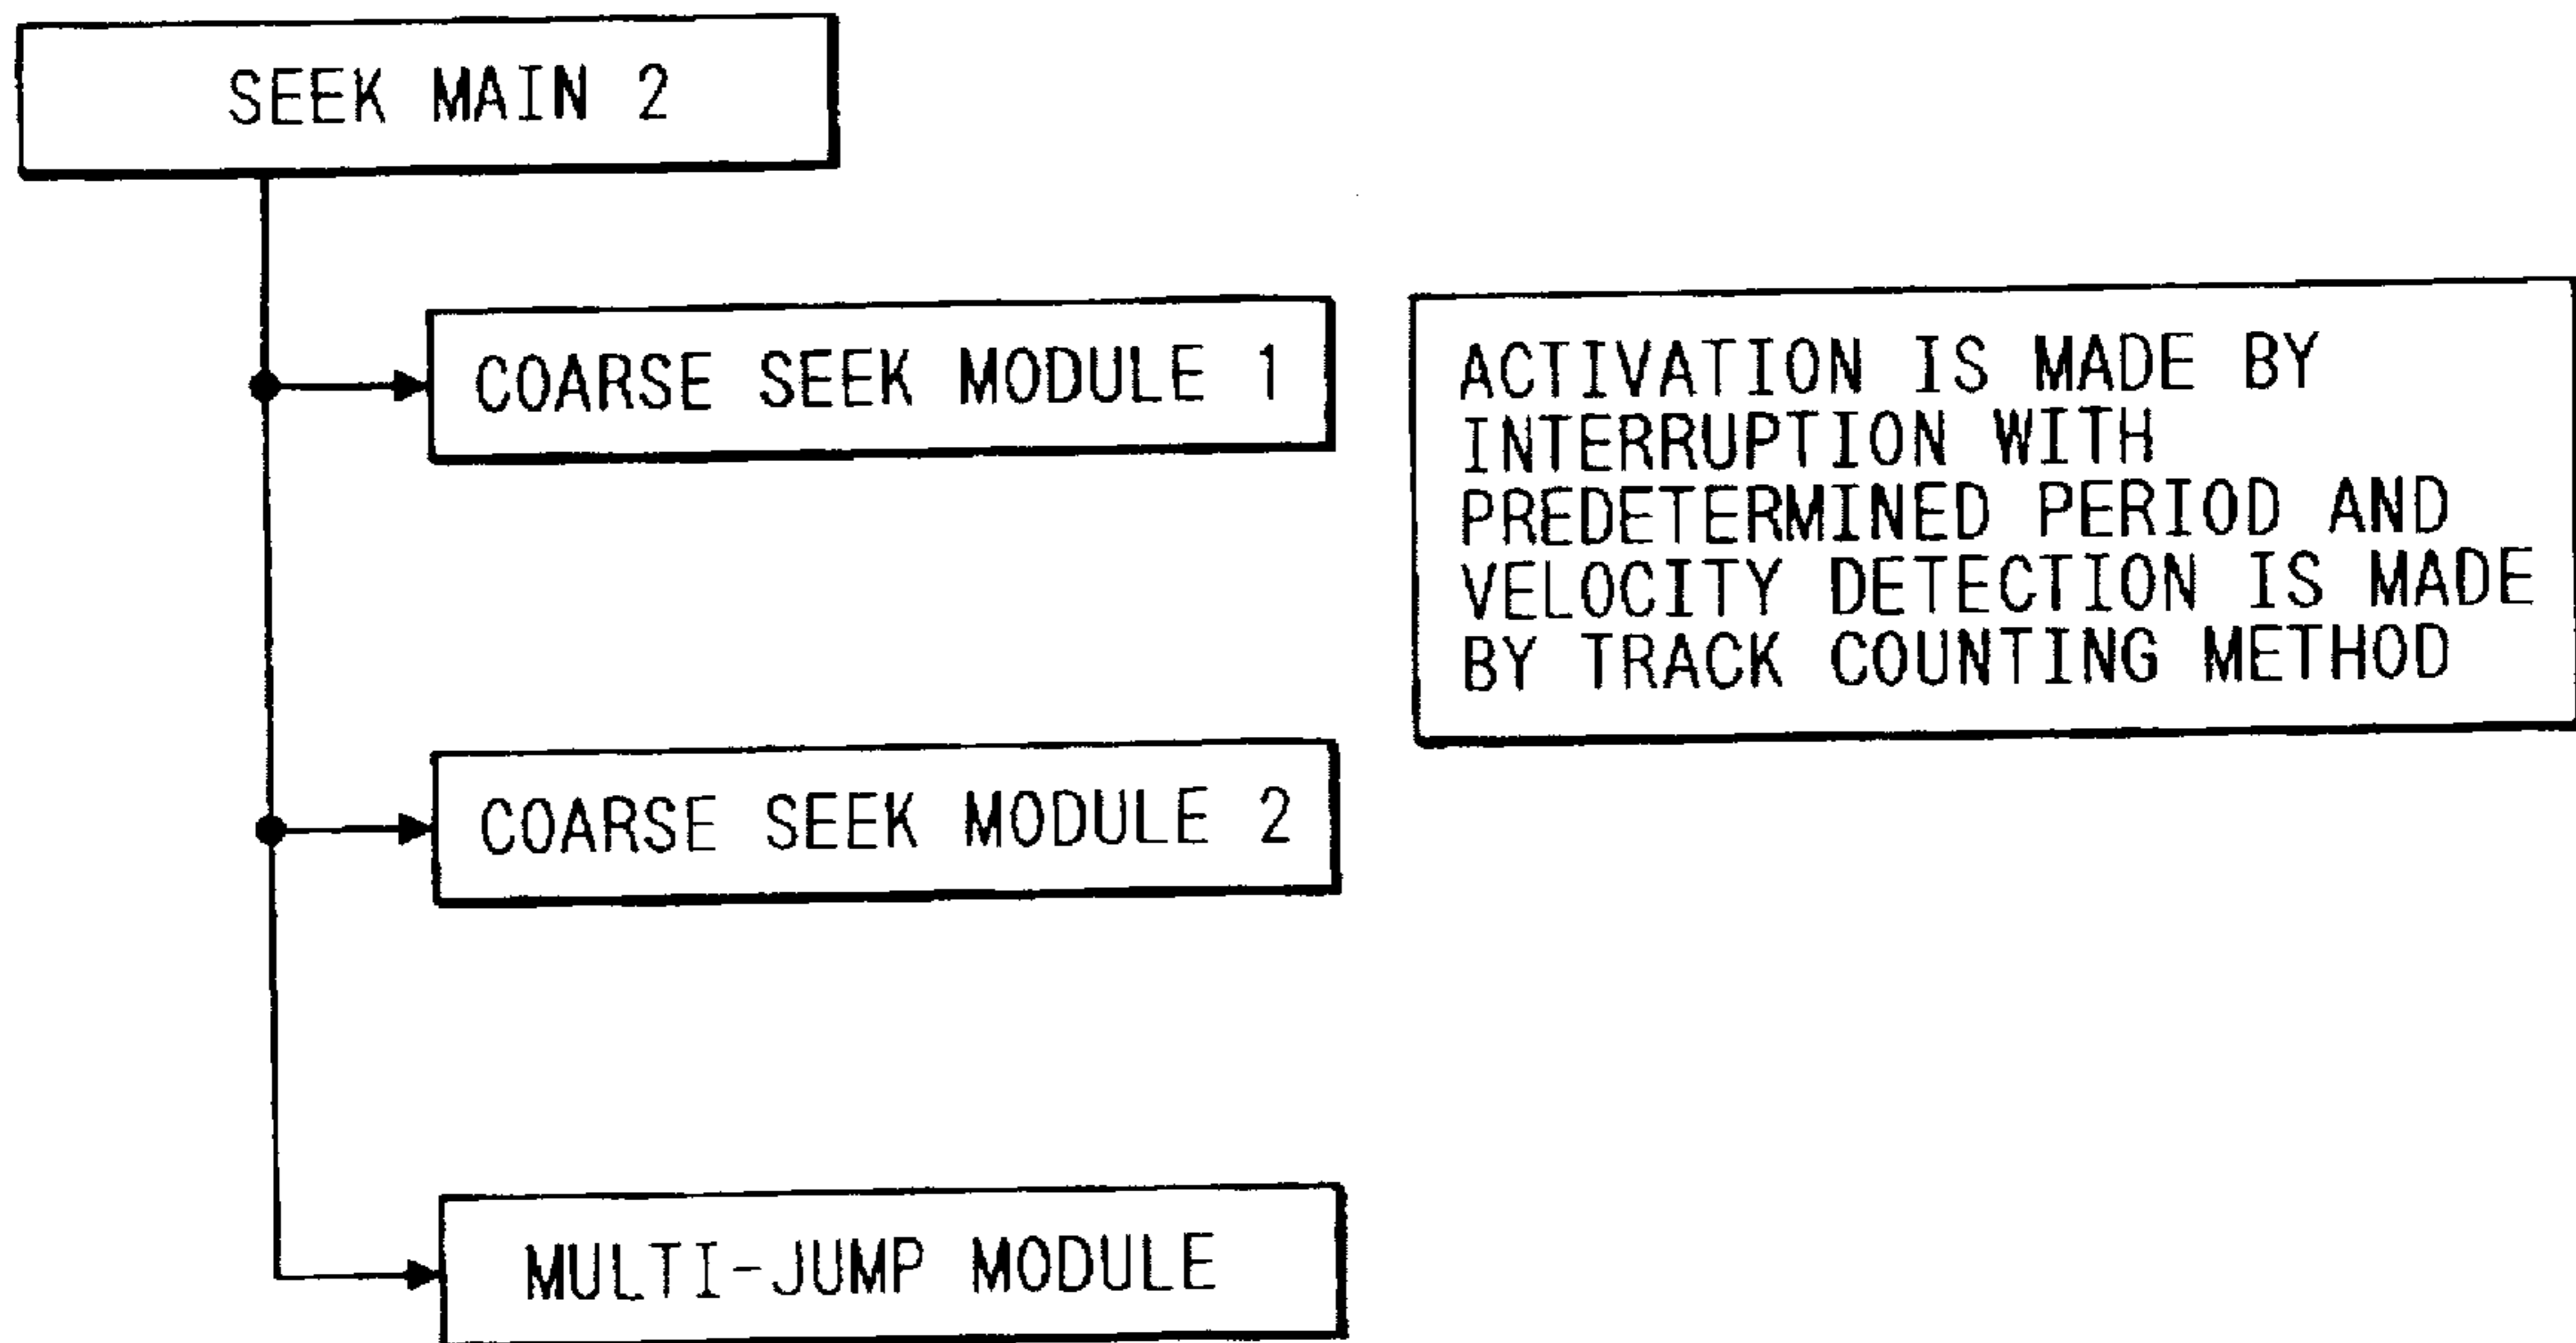 SEEK MAIN 2
COARSE SEEK MODULE 1
ACTIVATION IS MADE BY
INTERRUPTION WITH
PREDETERMINED PERIOD AND
VELOCITY DETECTION IS MADE
BY TRACK COUNTING METHOD
COARSE SEEK MODULE 2
MULTI-JUMP MODULE